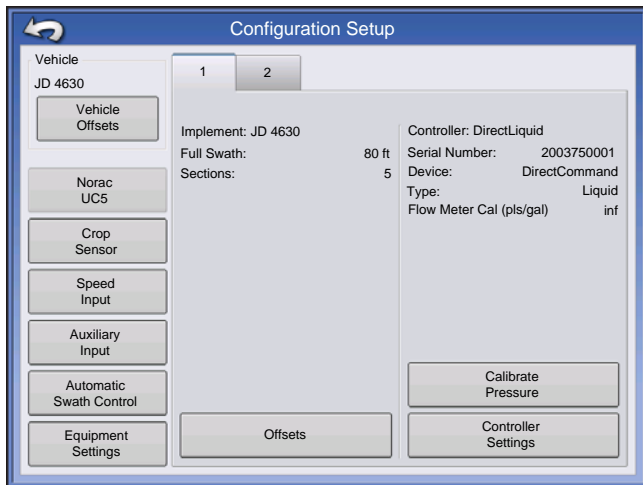 Configuration Setup
Vehicle
JD 4630
Vehicle
Offsets
Norac
UC5
Crop
Sensor
Speed
Input
Auxiliary
Input
Automatic
Swath Control
Equipment
Settings
1 2
Implement: JD 4630
Full Swath: 80 ft
Sections: 5
Offsets
Controller: DirectLiquid
Serial Number: 2003750001
Device: DirectCommand
Type: Liquid
Flow Meter Cal (pls/gal) inf
Calibrate
Pressure
Controller
Settings